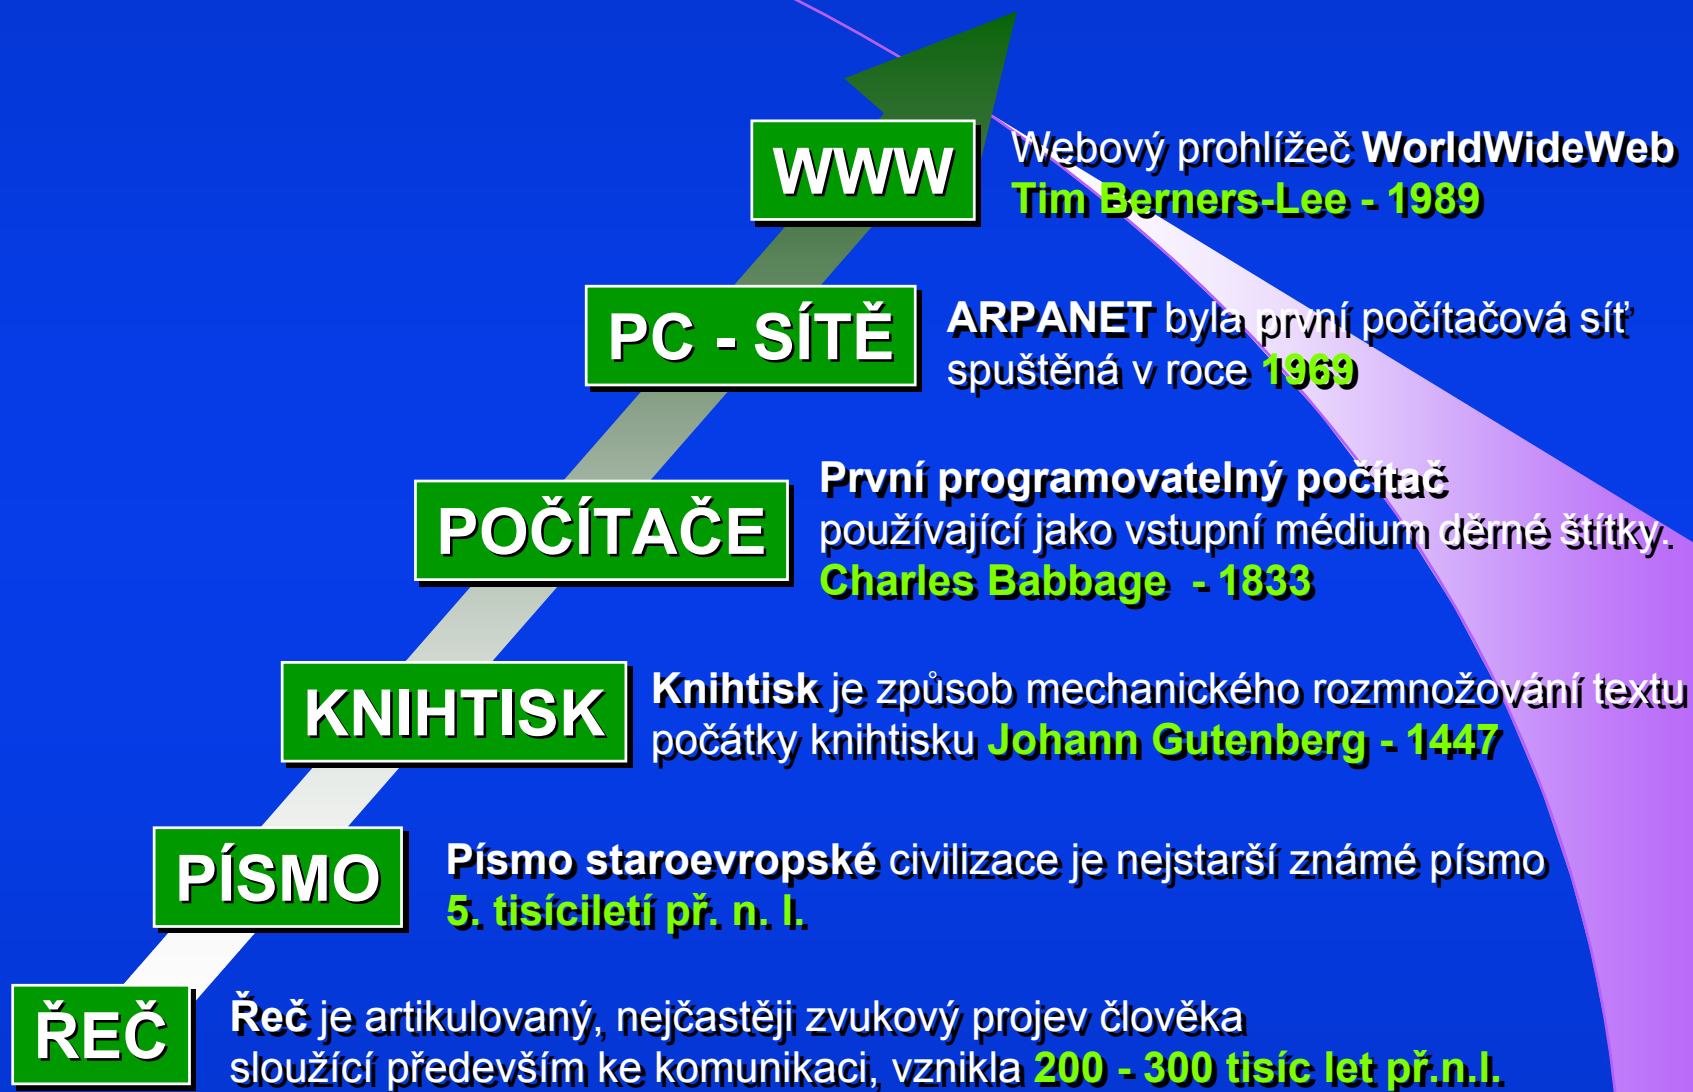 WWW
Webový prohlížeč WorldWideWeb
Tim Berners-Lee - 1989
PC - SÍTĚ
ARPANET byla první počítačová síť
spuštěná v roce 1969
POČÍTAČE
První programovatelný počítač
používající jako vstupní médium děrné štítky.
Charles Babbage - 1833
KNIHTISK
Knihtisk je způsob mechanického rozmnožování textu
počátky knihtisku Johann Gutenberg - 1447
PÍSMO
Písmo staroevropské civilizace je nejstarší známé písmo
5. tisíciletí př. n. l.
ŘEČ
Řeč je artikulovaný, nejčastěji zvukový projev člověka
sloužící především ke komunikaci, vznikla 200 - 300 tisíc let př.n.l.